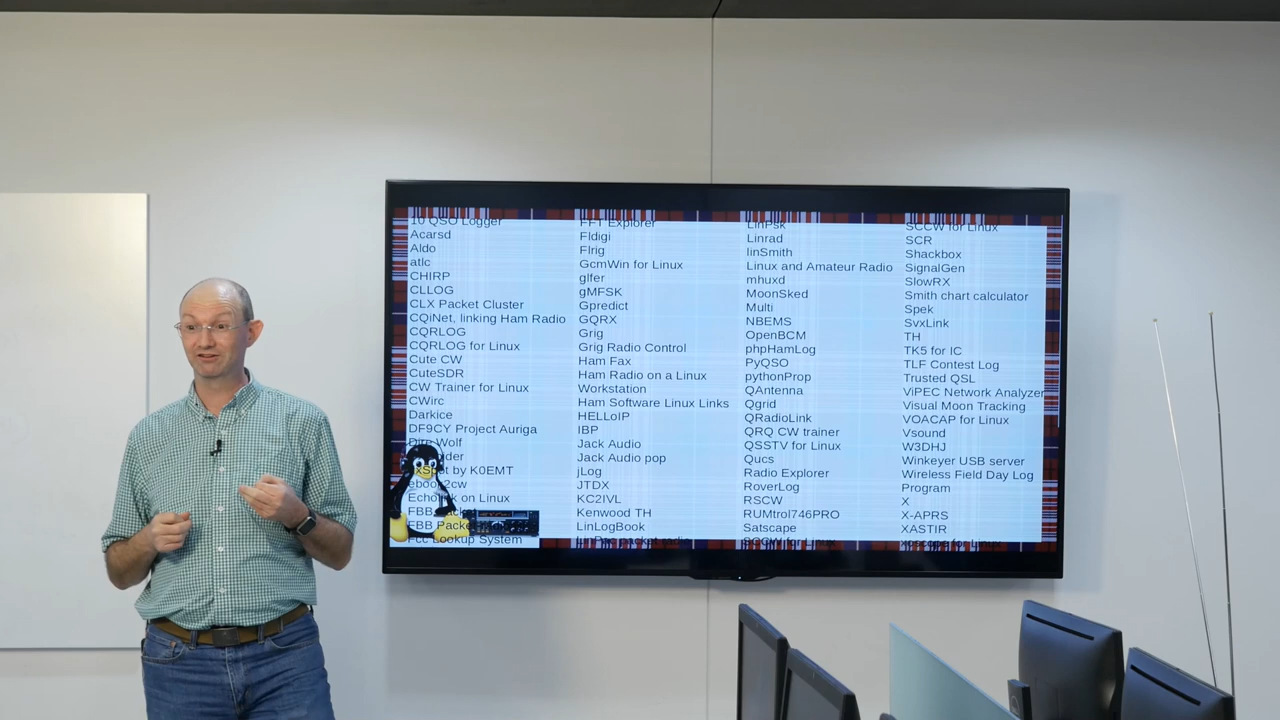 10 QSO Logger
Acarsd
Aldo
atlc
CHIRP
CLLOG
CLX Packet Cluster
CQiNet, linking Ham Radio
CQRLOG
CQRLOG for Linux
Cute CW
CuteSDR
CW Trainer for Linux
CWirc
Darkice
DF9CY Project Auriga
Wolf
by K0EMT
on Linux
FBB
Lookup System
FFT Explorer
Fldigi
Flrig
GcmWin for Linux
glfer
gMFSK
Gpredict
GQRX
Grig
Grig Radio Control
Ham Fax
Ham Radio on a Linux
Workstation
Ham Software Linux Links
HELLoIP
IBP
Jack Audio
Jack Audio pop
jLog
JTDX
KC2IVL
Kenwood TH
LinLogBook
LinPsk
Linrad
linSmith
Linux and Amateur Radio
mhuxd
MoonSked
Multi
NBEMS
OpenBCM
phpHamLog
PyQSO
pythonProp
QAntenna
Qgrid
QRadioLink
QRQ CW trainer
QSSTV for Linux
Qucs
Radio Explorer
RoverLog
RSCW
RUMtrol746PRO
Satscape
SCCW for Linux
SCCW for Linux
SCR
Shackbox
SignalGen
SlowRX
Smith chart calculator
Spek
SvxLink
TH
TK5 for IC
TLF Contest Log
Trusted QSL
ViPEC Network Analyzer
Visual Moon Tracking
VOACAP for Linux
Vsound
W3DHJ
Winkeyer USB server
Wireless Field Day Log
Program
X
X-APRS
XASTIR